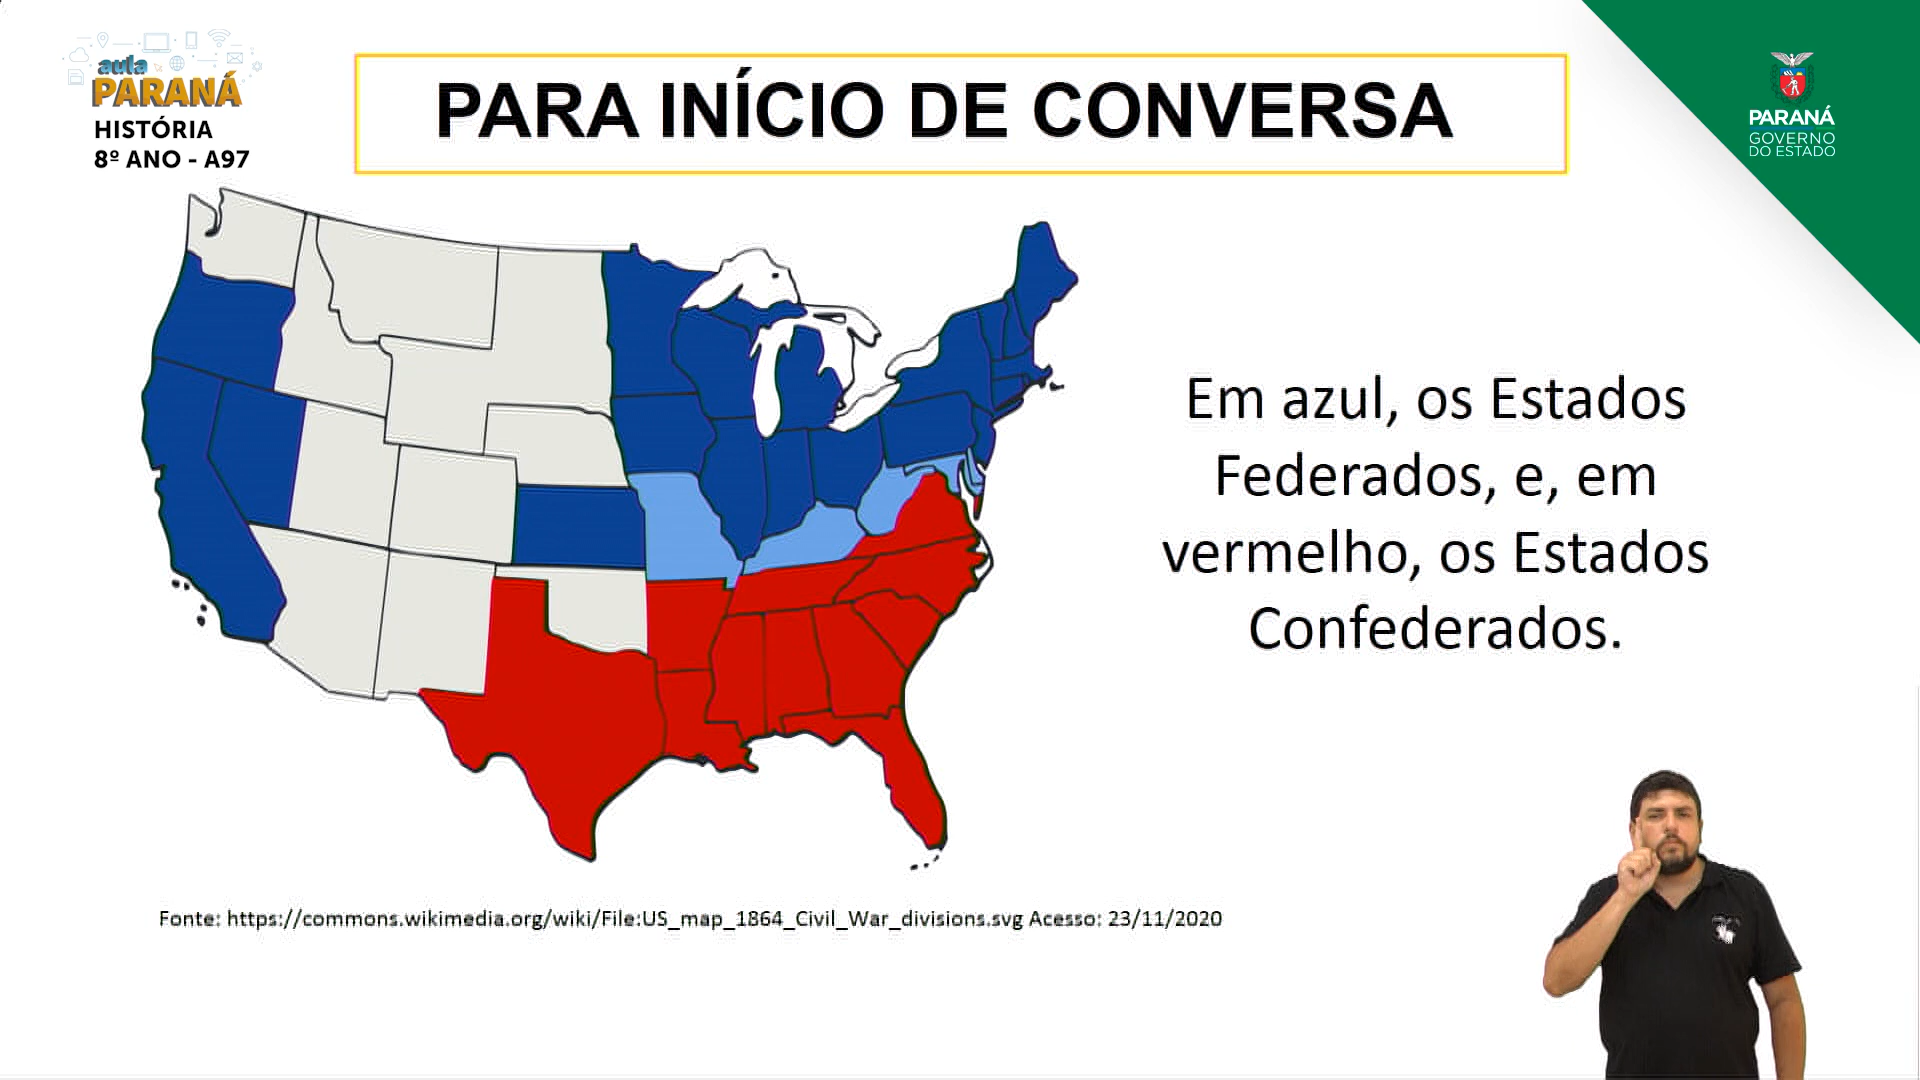 aula
PARANÁ
HISTÓRIA
8º ANO - A97
PARA INÍCIO DE CONVERSA
PARANÁ
GOVERNO
DO ESTADO
Em azul, os Estados
Federados, e, em
vermelho, os Estados
Confederados.
Fonte: https://commons.wikimedia.org/wiki/File:US_map_1864_Civil_War_divisions.svg Acesso: 23/11/2020